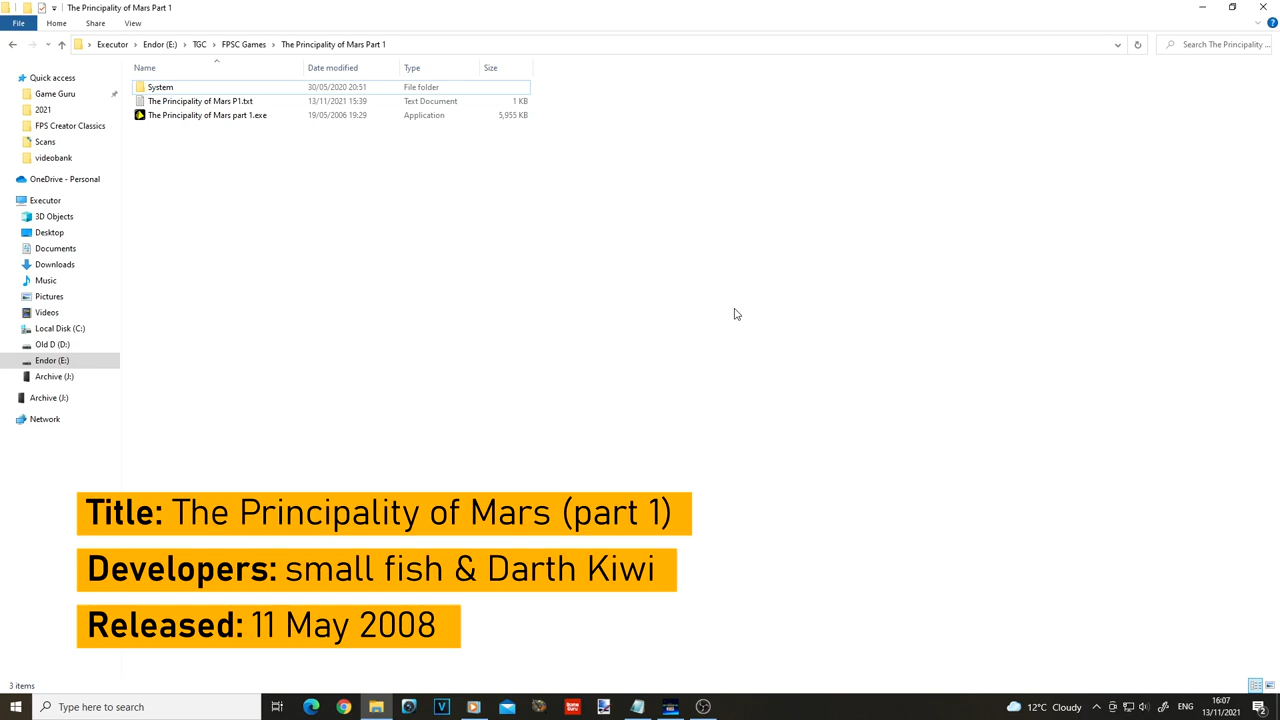 The Principality of Mars Part 1
File Home Share View
Executor Endor (E:) TGC FPSC Games The Principality of Mars Part 1
Search The Principality ...
Name Date modified Type Size
System 30/05/2020 20:51 File folder
The Principality of Mars P1.txt 13/11/2021 15:39 Text Document 1 KB
The Principality of Mars part 1.exe 19/05/2006 19:29 Application 5,955 KB
Quick access
Game Guru
2021
FPS Creator Classics
Scans
videobank
OneDrive - Personal
Executor
3D Objects
Desktop
Documents
Downloads
Music
Pictures
Videos
Local Disk (C:)
Old D (D:)
Endor (E:)
Archive (J:)
Archive (J:)
Network
Title: The Principality of Mars (part 1)
Developers: small fish & Darth Kiwi
Released: 11 May 2008
3 items
Type here to search
12°C Cloudy
ENG
16:07
13/11/2021